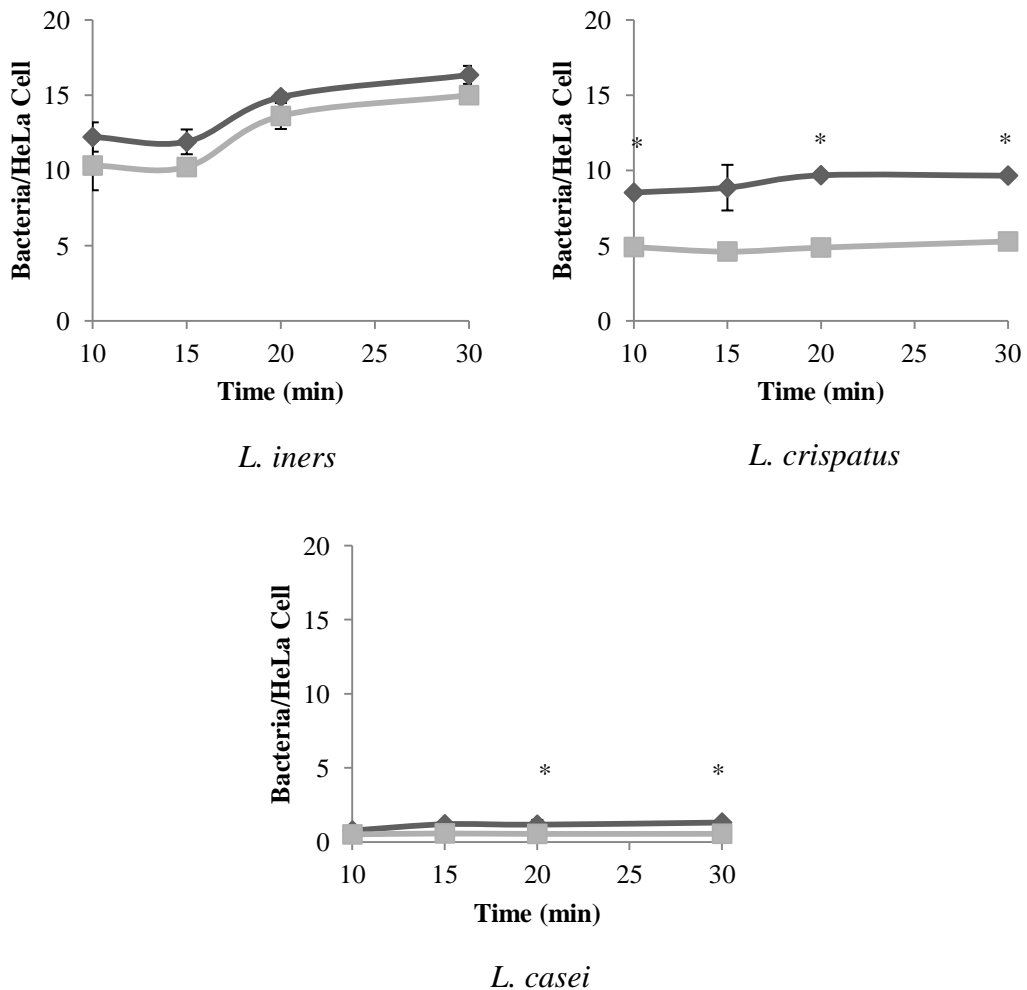 20
15
10
5
0
Bacteria/HeLa Cell
10 15 20 25 30
Time (min)
L. iners
20
15
10
5
0
Bacteria/HeLa Cell
* * *
10 15 20 25 30
Time (min)
L. crispatus
20
15
10
5
0
Bacteria/HeLa Cell
* *
10 15 20 25 30
Time (min)
L. casei